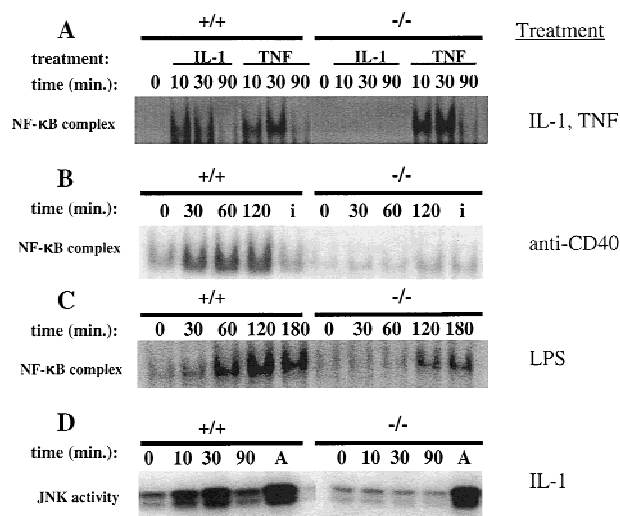 +/+ -/-
A Treatment
treatment: IL-1 TNF IL-1 TNF
time (min.): 0 10 30 90 10 30 90 0 10 30 90 10 30 90
NF-κB complex IL-1, TNF
B +/+ -/-
time (min.): 0 30 60 120 i 0 30 60 120 i
NF-κB complex anti-CD40
C +/+ -/-
time (min.): 0 30 60 120 180 0 30 60 120 180
NF-κB complex LPS
D +/+ -/-
time (min.): 0 10 30 90 A 0 10 30 90 A
JNK activity IL-1